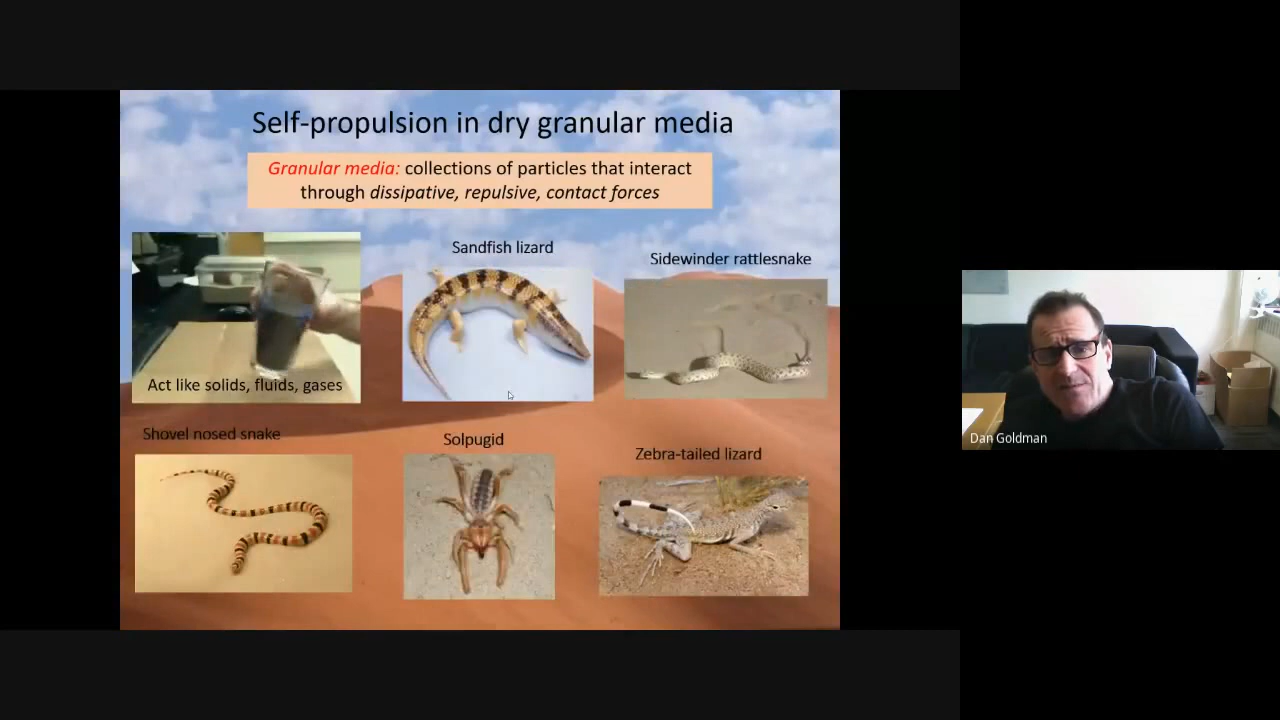 Self-propulsion in dry granular media
Granular media: collections of particles that interact
through dissipative, repulsive, contact forces
Sandfish lizard
Sidewinder rattlesnake
Act like solids, fluids, gases
Shovel nosed snake
Solpugid
Zebra-tailed lizard
Dan Goldman